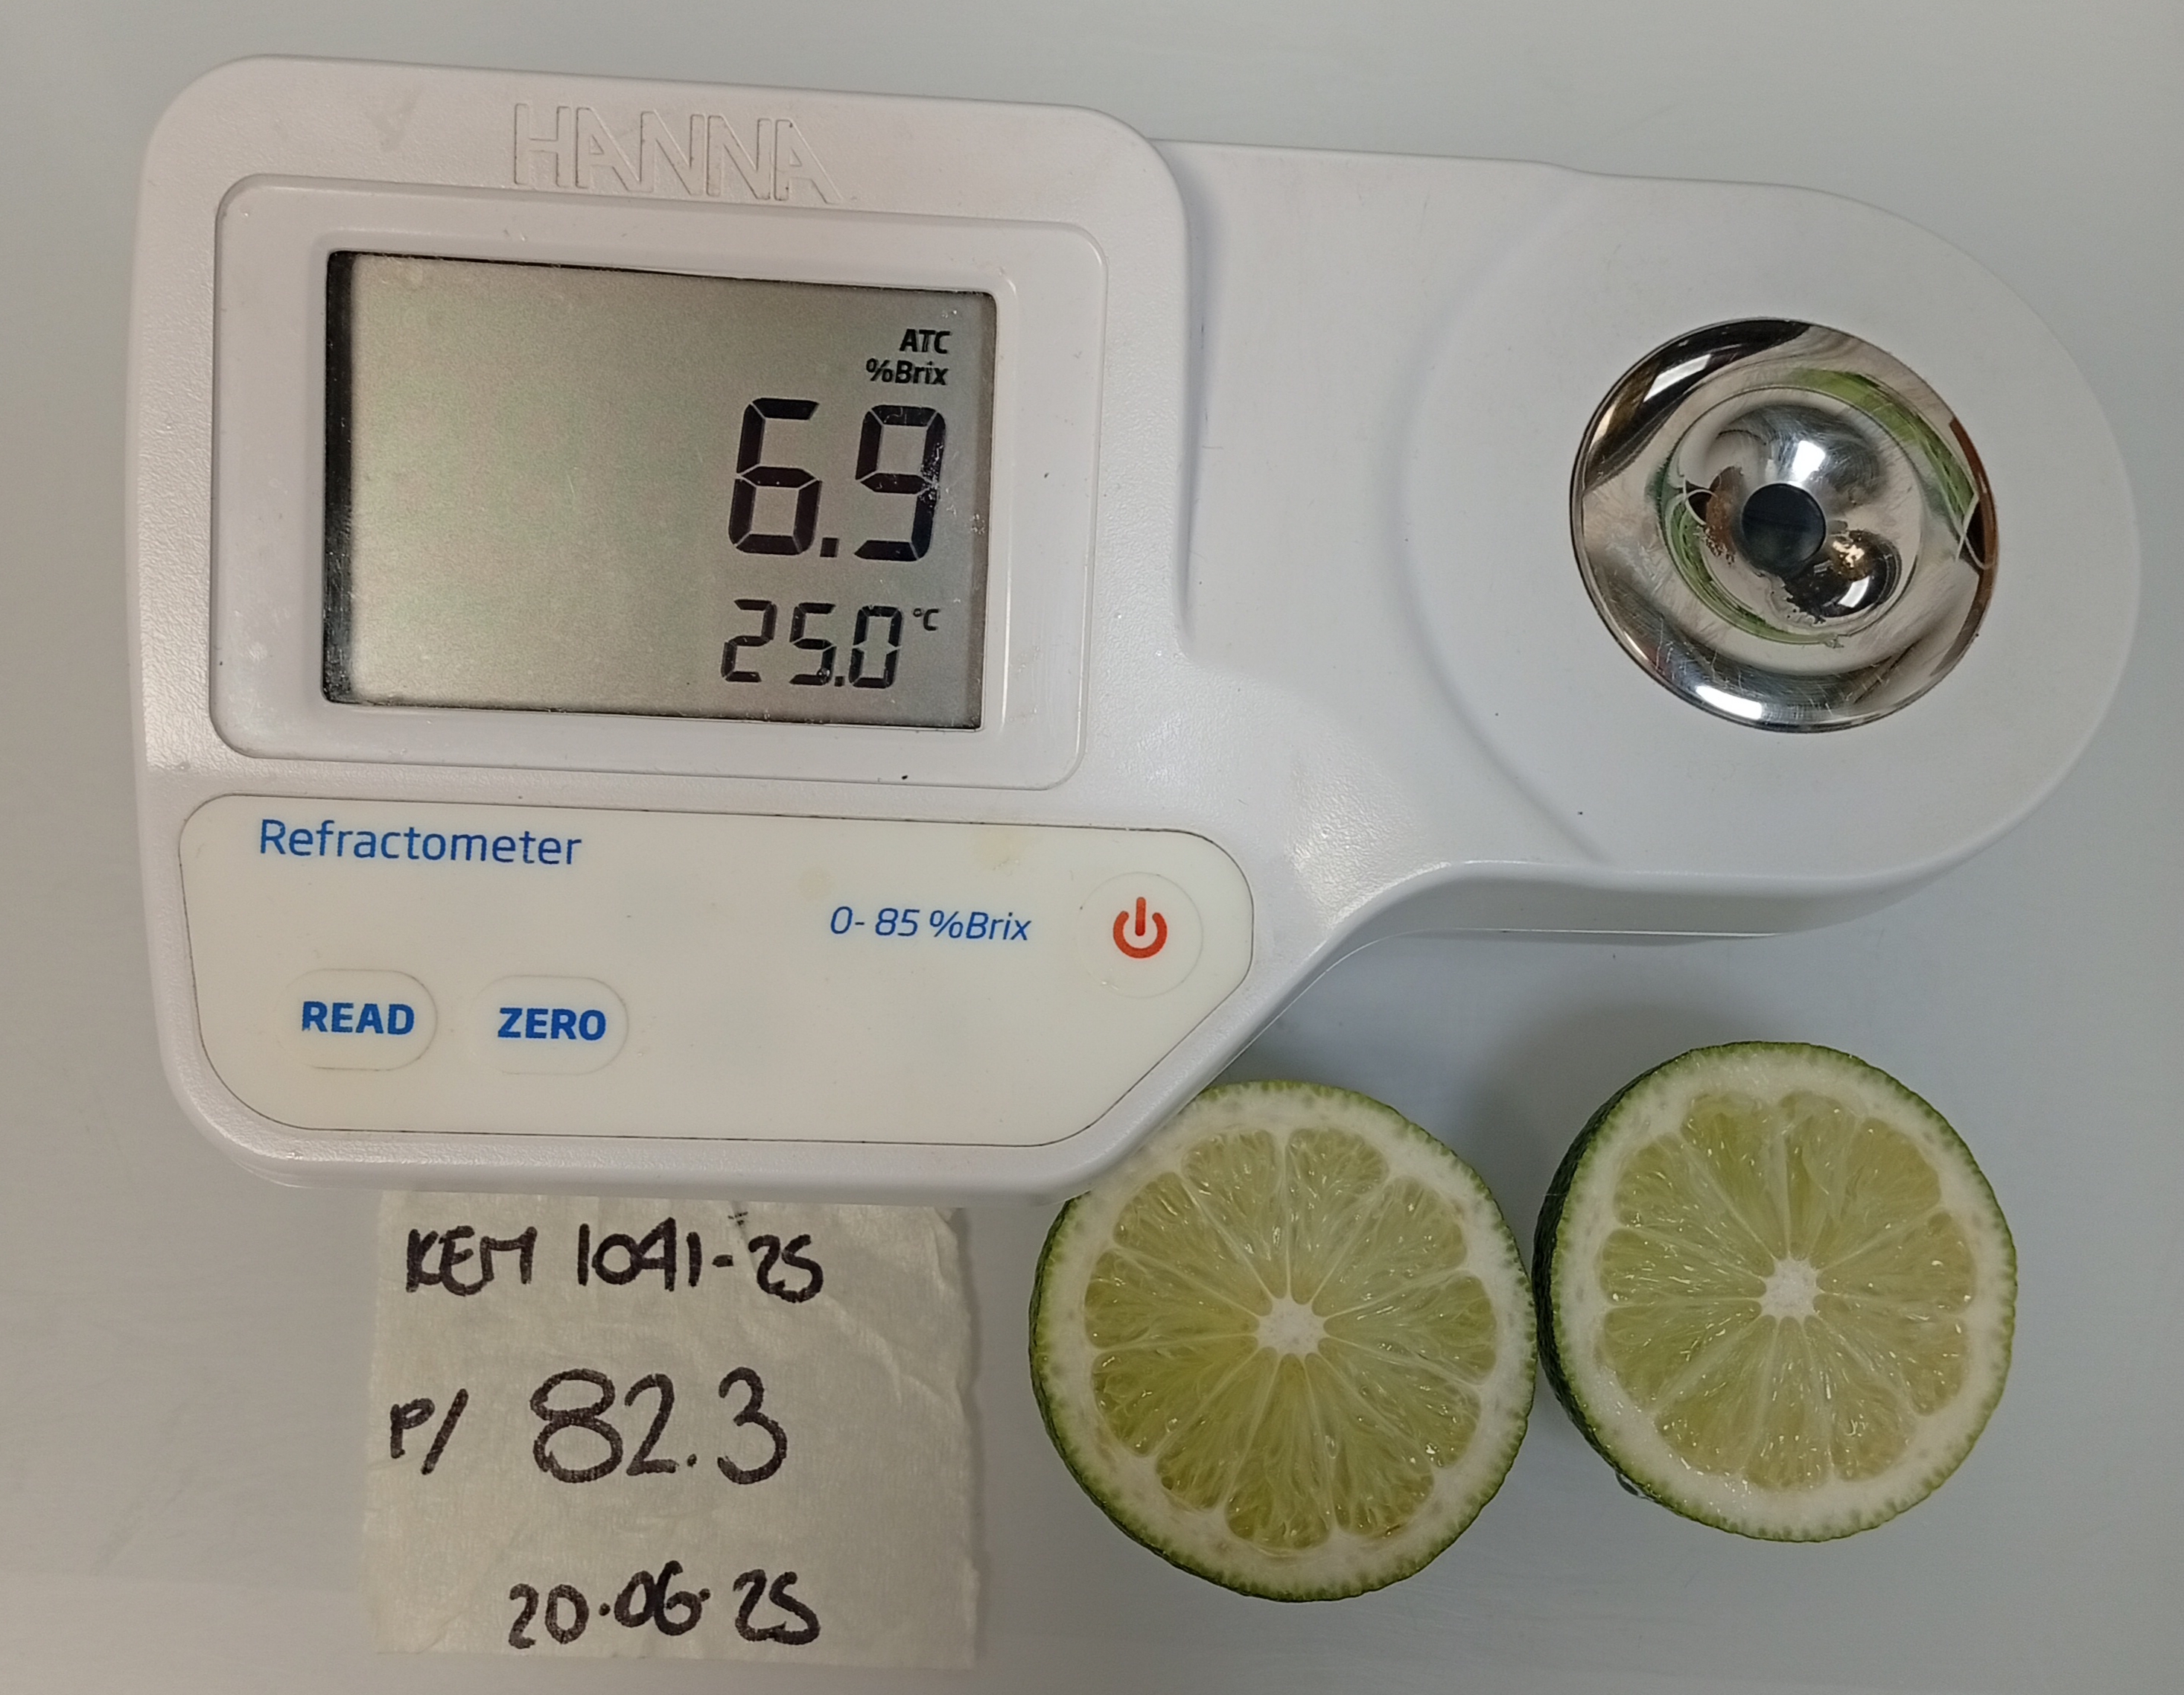 HANNA
ATC
%Brix
6.9
25.0 °C
Refractometer
0-85 %Brix
READ ZERO
KEM 1041-25
P/ 82.3
20.06.25